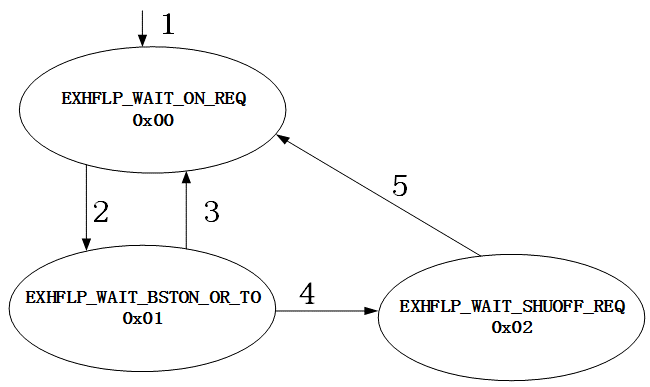 1
EXHFLP_WAIT_ON_REQ
0x00
2
3
5
EXHFLP_WAIT_BSTON_OR_TO
0x01
4
EXHFLP_WAIT_SHUOFF_REQ
0x02